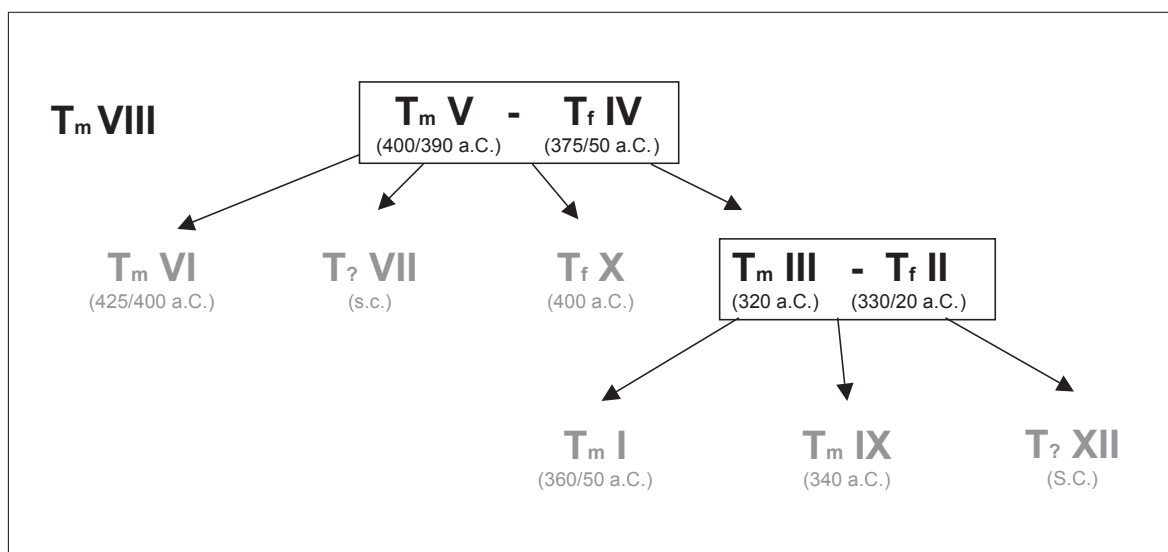 Tm VIII
Tm V - Tf IV
(400/390 a.C.) (375/50 a.C.)
Tm VI T? VII Tf X Tm III - Tf II
(425/400 a.C.) (s.c.) (400 a.C.) (320 a.C.) (330/20 a.C.)
Tm I Tm IX T? XII
(360/50 a.C.) (340 a.C.) (S.C.)